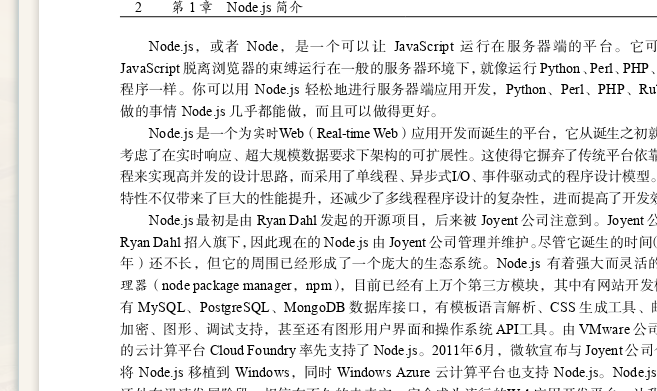 2 第1章 Node.js 简介
Node.js，或者 Node，是一个可以让 JavaScript 运行在服务器端的平台。它可
JavaScript 脱离浏览器的束缚运行在一般的服务器环境下，就像运行 Python、Perl、PHP、
程序一样。你可以用 Node.js 轻松地进行服务器端应用开发，Python、Perl、PHP、Ru
做的事情 Node.js 几乎都能做，而且可以做得更好。
Node.js 是一个为实时Web（Real-time Web）应用开发而诞生的平台，它从诞生之初就
考虑了在实时响应、超大规模数据要求下架构的可扩展性。这使得它摒弃了传统平台依靠
程来实现高并发的设计思路，而采用了单线程、异步式I/O、事件驱动式的程序设计模型。
特性不仅带来了巨大的性能提升，还减少了多线程程序设计的复杂性，进而提高了开发效
Node.js 最初是由 Ryan Dahl 发起的开源项目，后来被 Joyent 公司注意到。Joyent 公
Ryan Dahl 招入旗下，因此现在的 Node.js 由 Joyent 公司管理并维护。尽管它诞生的时间(
年）还不长，但它的周围已经形成了一个庞大的生态系统。Node.js 有着强大而灵活的
理器（node package manager，npm），目前已经有上万个第三方模块，其中有网站开发框
有 MySQL、PostgreSQL、MongoDB 数据库接口，有模板语言解析、CSS 生成工具、邮
加密、图形、调试支持，甚至还有图形用户界面和操作系统 API工具。由 VMware 公司
的云计算平台 Cloud Foundry 率先支持了 Node.js。2011年6月，微软宣布与 Joyent 公司
将 Node.js 移植到 Windows，同时 Windows Azure 云计算平台也支持 Node.js。Node.js